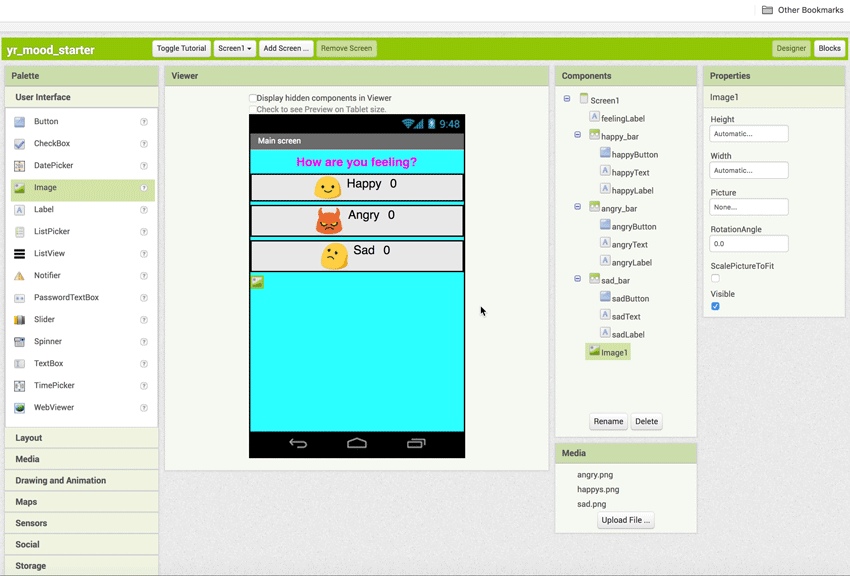 Other Bookmarks
yr_mood_starter
Toggle Tutorial
Screen1
Add Screen ...
Remove Screen
Designer
Blocks
Palette
User Interface
Button
CheckBox
DatePicker
Image
Label
ListPicker
ListView
Notifier
PasswordTextBox
Slider
Spinner
TextBox
TimePicker
WebViewer
Layout
Media
Drawing and Animation
Maps
Sensors
Social
Storage
Viewer
Display hidden components in Viewer
Check to see Preview on Tablet size.
9:48
Main screen
How are you feeling?
Happy 0
Angry 0
Sad 0
Components
Screen1
feelingLabel
happy_bar
happyButton
happyText
happyLabel
angry_bar
angryButton
angryText
angryLabel
sad_bar
sadButton
sadText
sadLabel
Image1
Rename
Delete
Media
angry.png
happys.png
sad.png
Upload File ...
Properties
Image1
Height
Automatic...
Width
Automatic...
Picture
None...
RotationAngle
0.0
ScalePictureToFit
Visible